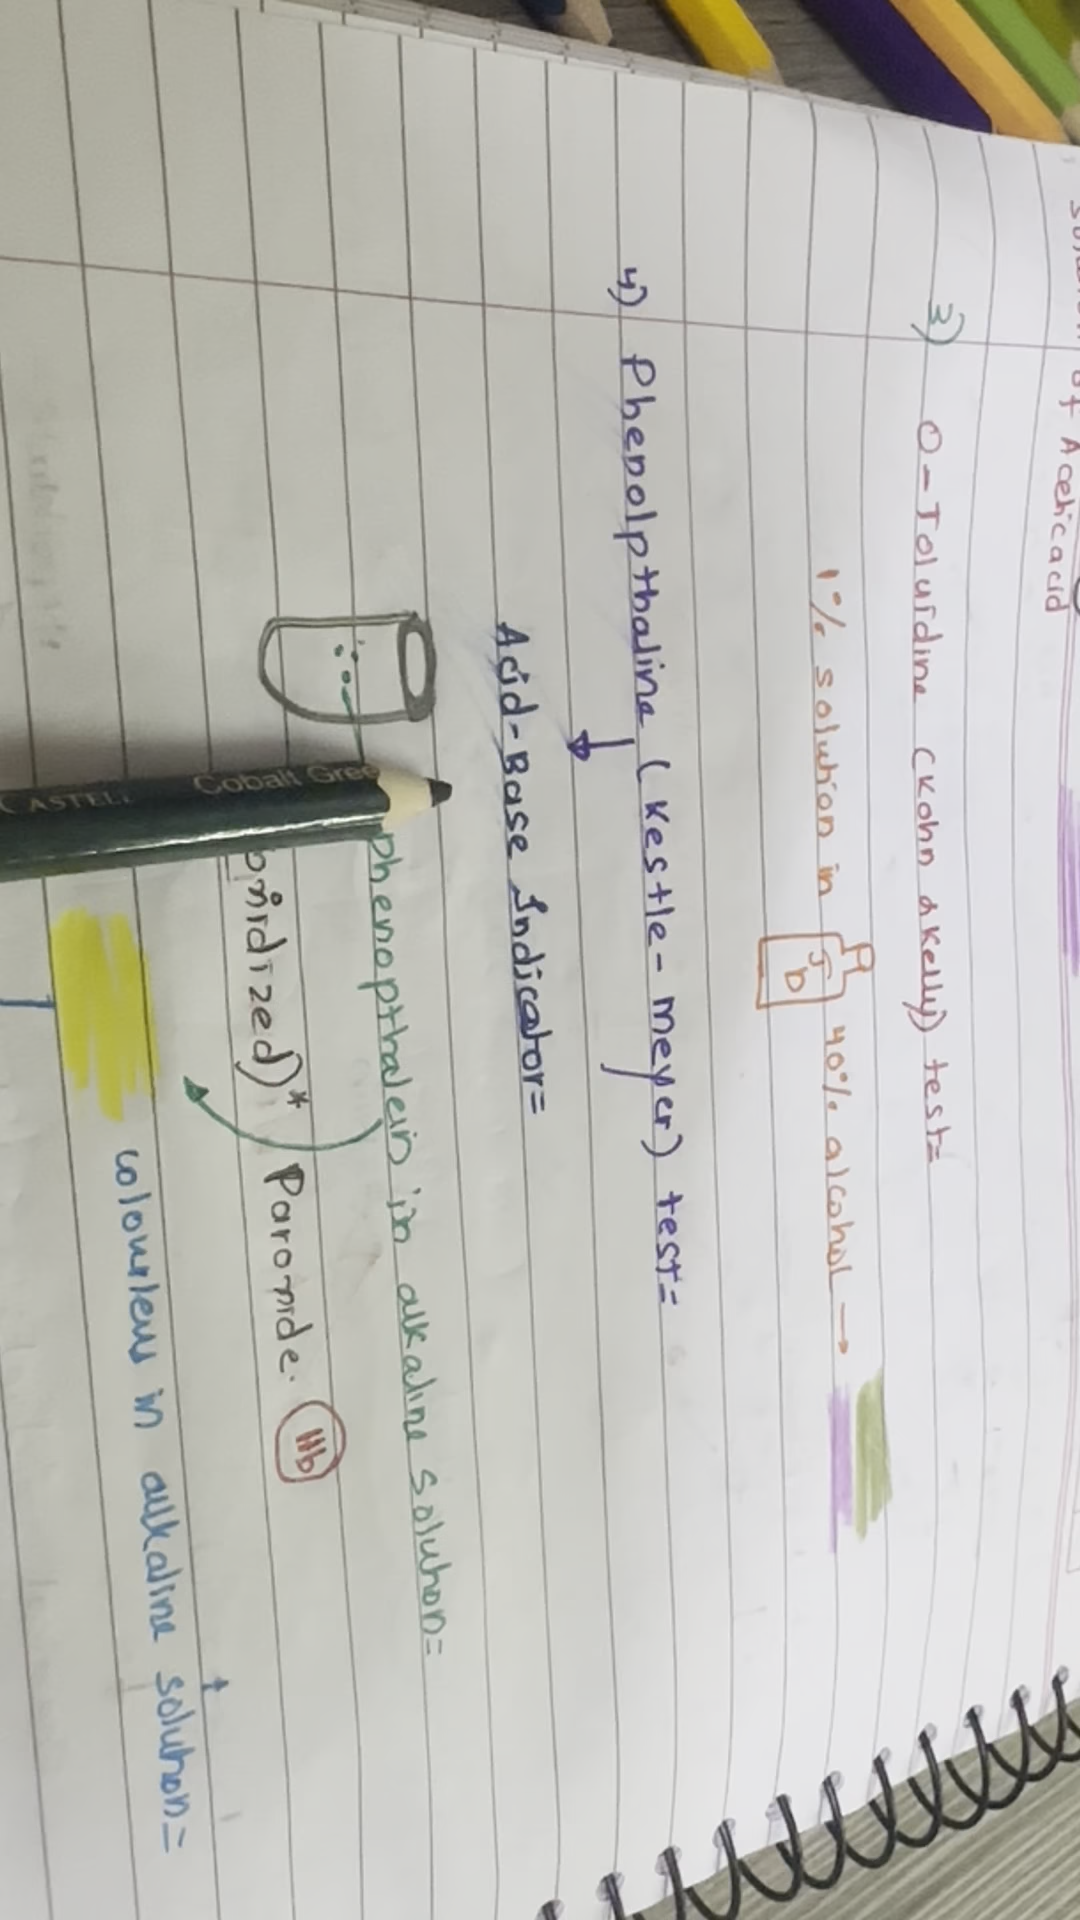 of Acetic acid
3) O-Toluidine (Kohn & Kelly) test=
1% solution in 40% alcohol →
4) Phenolpthaline (Kestle-meyer) test=
Acid-Base Indicator=
phenopthalein in alkaline solution=
oxidized)* Paroxide. Hb
colourless in alkaline solution=
CASTELL Cobalt Gree